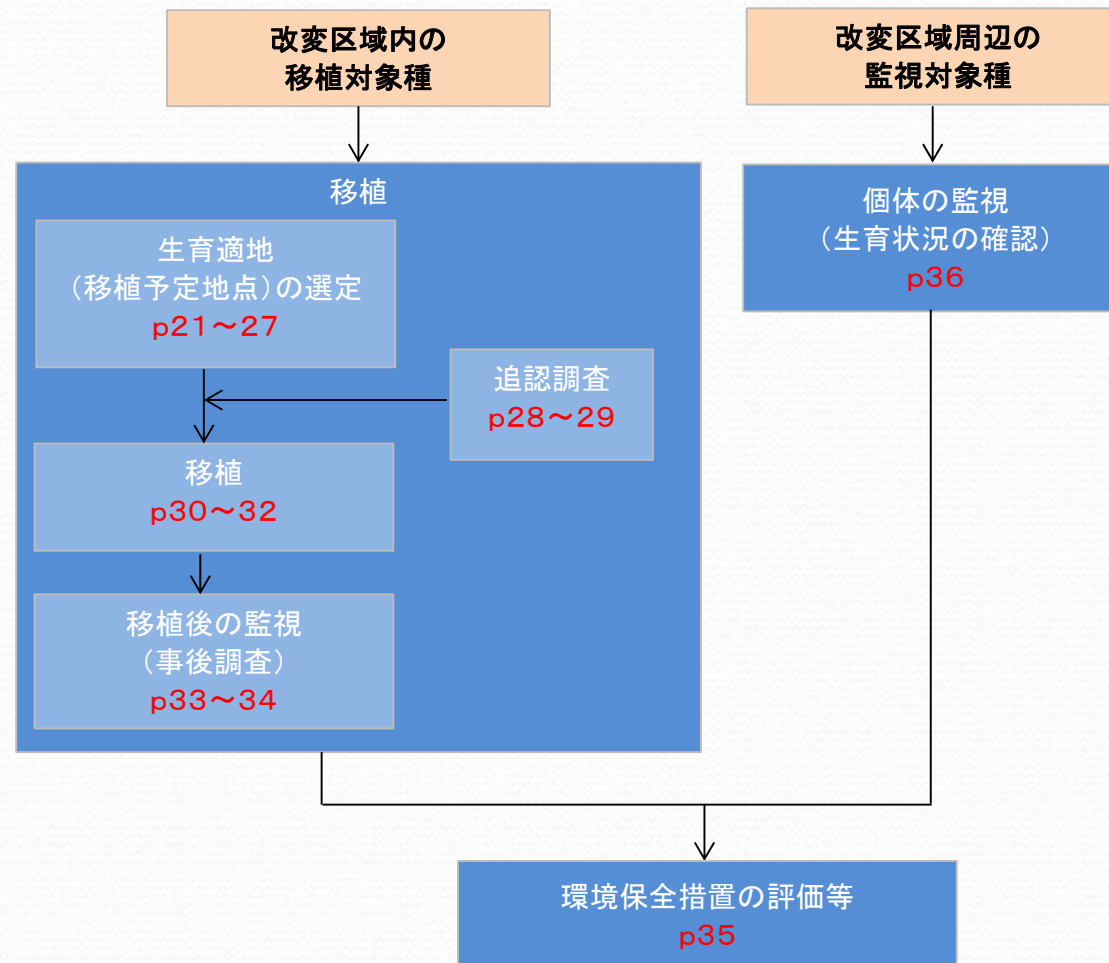 改変区域内の
移植対象種
改変区域周辺の
監視対象種
移植
生育適地
（移植予定地点）の選定
p21～27
追認調査
p28～29
移植
p30～32
移植後の監視
（事後調査）
p33～34
個体の監視
（生育状況の確認）
p36
環境保全措置の評価等
p35